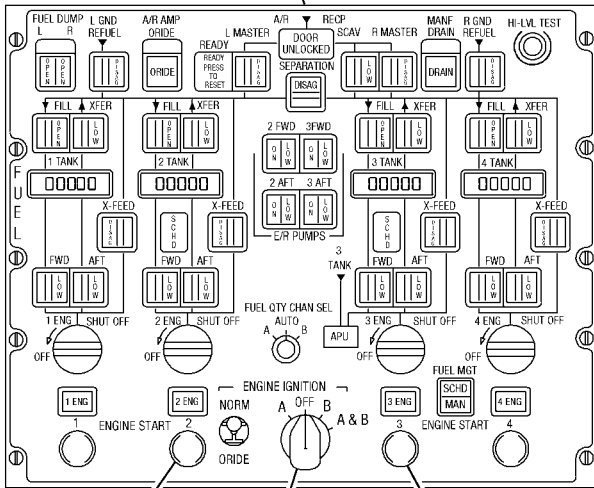 FUEL DUMP
L R
L GND
REFUEL
A/R AMP
ORIDE
READY
L MASTER
A/R
RECP
SCAV
R MASTER
MANF
DRAIN
R GND
REFUEL
HI-LVL TEST
OPEN
OPEN
DISAG
ORIDE
READY
PRESS
TO
RESET
DISAG
DOOR
UNLOCKED
SEPARATION
DISAG
LOW
DISAG
DRAIN
DISAG
FILL XFER
FILL XFER
FILL XFER
FILL XFER
OPEN LOW
OPEN LOW
OPEN LOW
OPEN LOW
2 FWD 3FWD
ON LOW ON LOW
1 TANK
2 TANK
3 TANK
4 TANK
00000
00000
00000
00000
2 AFT 3 AFT
ON LOW ON LOW
E/R PUMPS
X-FEED
X-FEED
X-FEED
X-FEED
DISAG
SCHD
DISAG
SCHD
DISAG
DISAG
FUEL
FWD AFT
FWD AFT
FWD AFT
FWD AFT
LOW LOW
LOW LOW
LOW LOW
LOW LOW
3
TANK
APU
FUEL QTY CHAN SEL
AUTO
A B
1 ENG SHUT OFF
2 ENG SHUT OFF
3 ENG SHUT OFF
4 ENG SHUT OFF
OFF
OFF
OFF
OFF
FUEL MGT
SCHD
MAN
1 ENG
2 ENG
3 ENG
4 ENG
ENGINE IGNITION
NORM
ORIDE
A OFF B
A & B
1 ENGINE START 2
3 ENGINE START 4